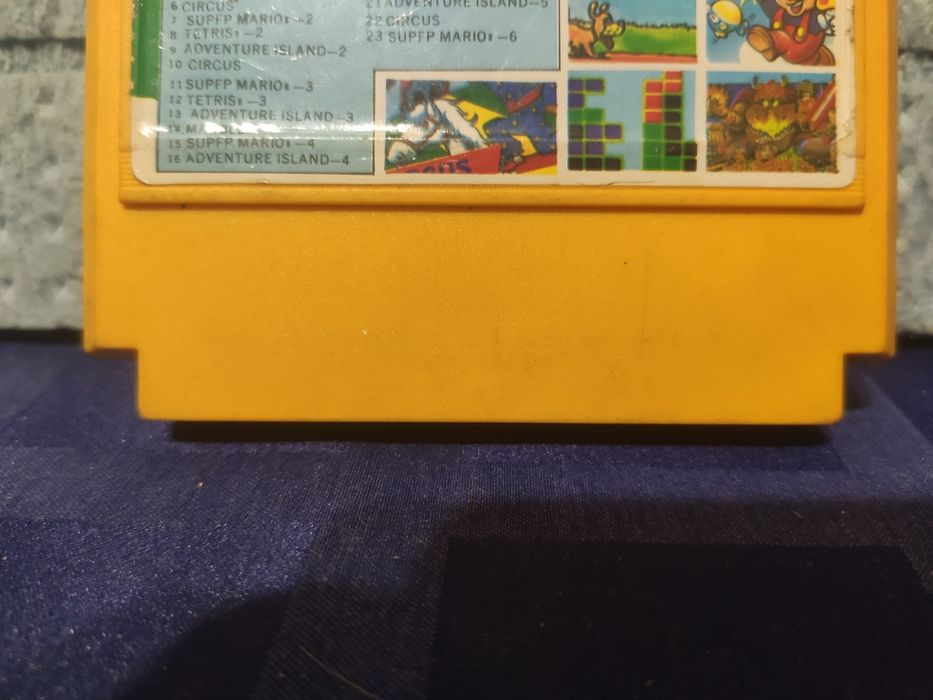 6 CIRCUS
7 SUPFP MARIO -2
8 TETRIS -2
9 ADVENTURE ISLAND-2
10 CIRCUS
11 SUPFP MARIO -3
12 TETRIS -3
13 ADVENTURE ISLAND-3
14
15 SUPFP MARIO -4
16 ADVENTURE ISLAND-4
21 ADVENTURE ISLAND-5
22 CIRCUS
23 SUPFP MARIO -6